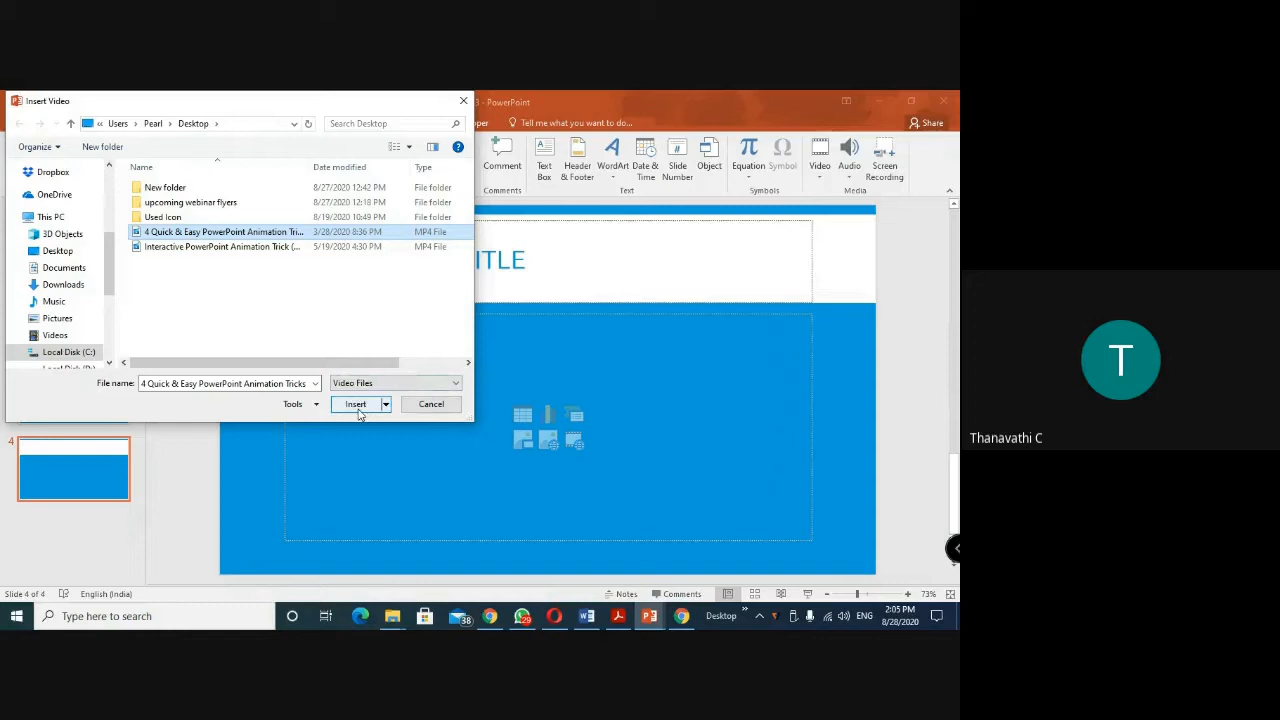 Insert Video
3 - PowerPoint
« Users > Pearl > Desktop >
Search Desktop
Tell me what you want to do...
Share
Organize
New folder
Comment
Text Box
Header & Footer
WordArt
Date & Time
Slide Number
Object
Equation
Symbol
Video
Audio
Screen Recording
Comments
Text
Symbols
Media
Name
Date modified
Type
Dropbox
OneDrive
This PC
3D Objects
Desktop
Documents
Downloads
Music
Pictures
Videos
Local Disk (C:)
New folder 8/27/2020 12:42 PM File folder
upcoming webinar flyers 8/27/2020 12:18 PM File folder
Used Icon 8/19/2020 10:49 PM File folder
4 Quick & Easy PowerPoint Animation Tri... 3/28/2020 8:36 PM MP4 File
Interactive PowerPoint Animation Trick (... 5/19/2020 4:30 PM MP4 File
ITLE
File name: 4 Quick & Easy PowerPoint Animation Tricks
Video Files
Tools
Insert
Cancel
4
T
Thanavathi C
Slide 4 of 4
English (India)
Notes
Comments
73%
Type here to search
38
29
Desktop
ENG
2:05 PM
8/28/2020